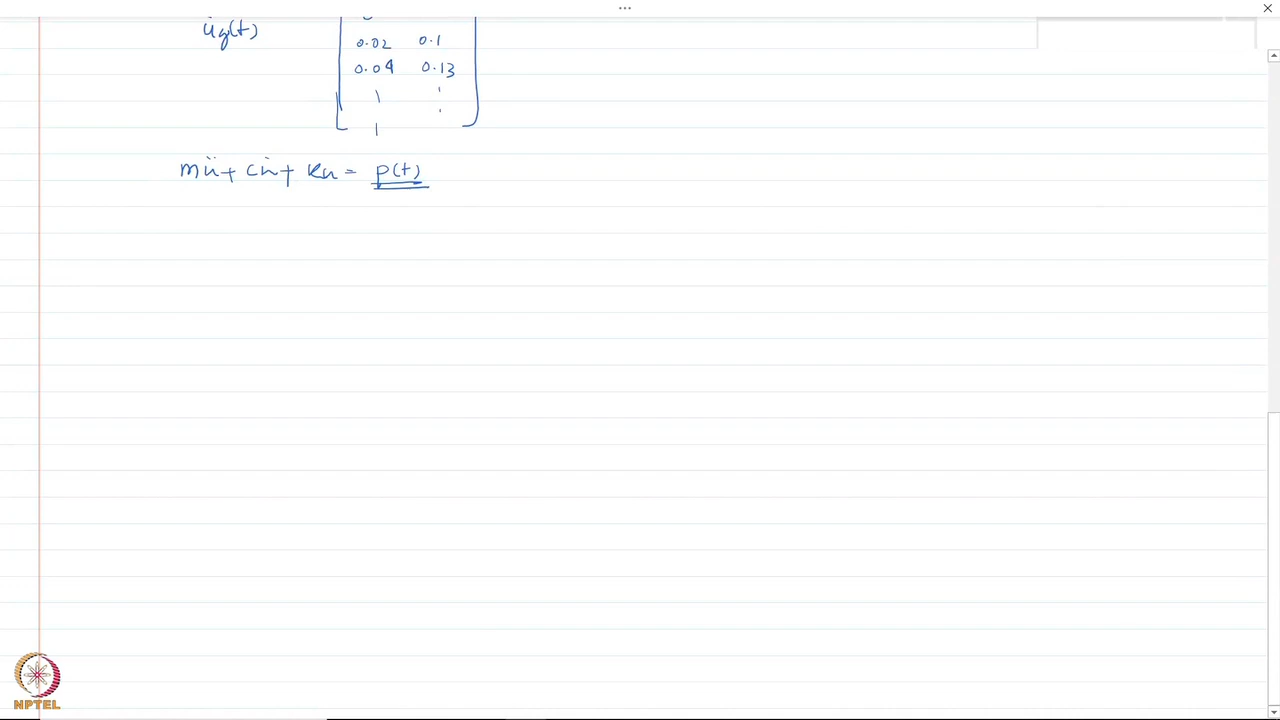 üg(t)
0.02 0.1
0.04 0.13
mü + cu̇ + ku = p(t)
NPTEL